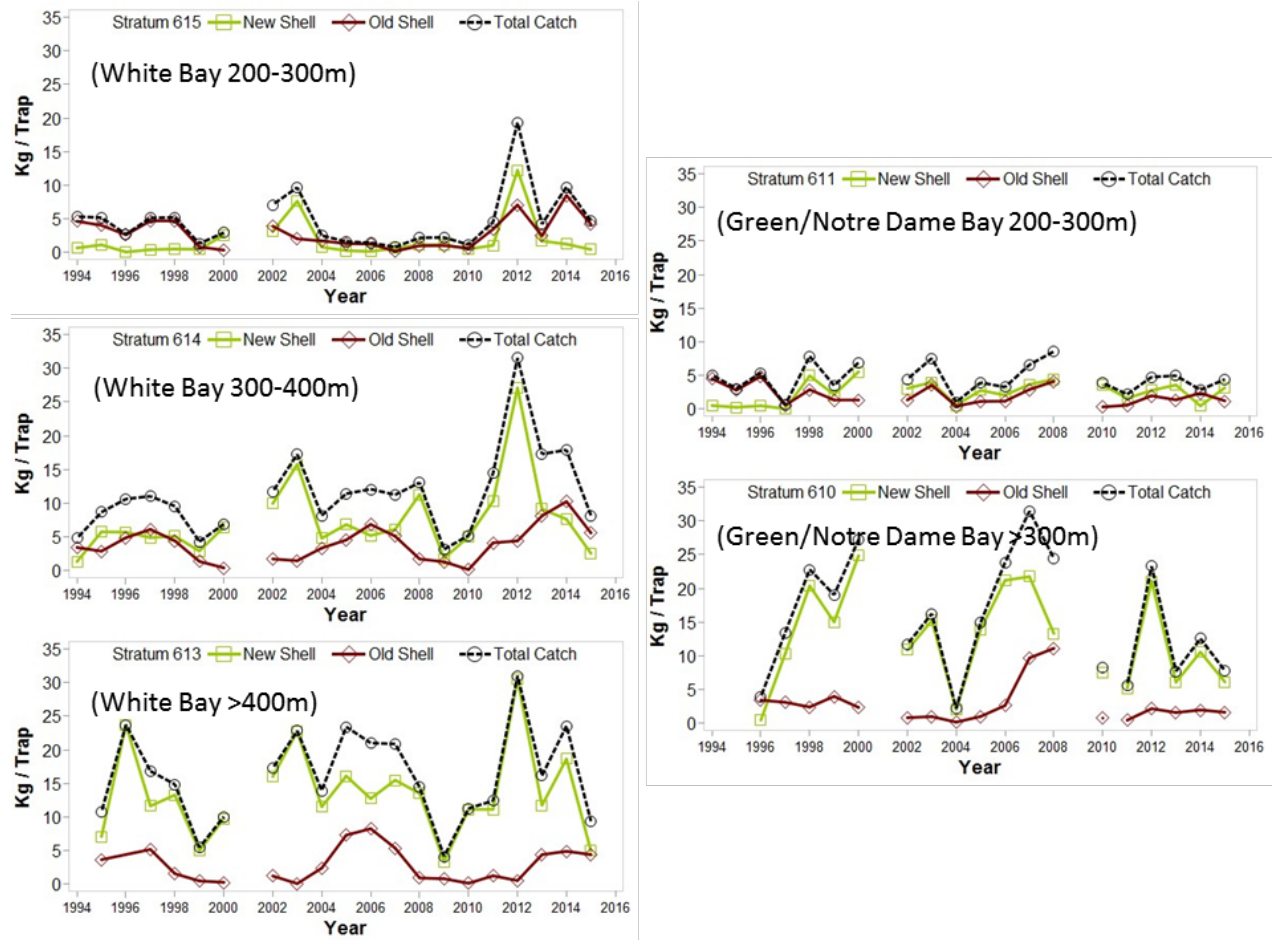 Stratum 615 New Shell Old Shell Total Catch
(White Bay 200-300m)
Kg / Trap
35
30
25
20
15
10
5
0
1994 1996 1998 2000 2002 2004 2006 2008 2010 2012 2014 2016
Year
Stratum 614 New Shell Old Shell Total Catch
(White Bay 300-400m)
Kg / Trap
35
30
25
20
15
10
5
0
1994 1996 1998 2000 2002 2004 2006 2008 2010 2012 2014 2016
Year
Stratum 613 New Shell Old Shell Total Catch
(White Bay >400m)
Kg / Trap
35
30
25
20
15
10
5
0
1994 1996 1998 2000 2002 2004 2006 2008 2010 2012 2014 2016
Year
Stratum 611 New Shell Old Shell Total Catch
(Green/Notre Dame Bay 200-300m)
Kg / Trap
35
30
25
20
15
10
5
0
1994 1996 1998 2000 2002 2004 2006 2008 2010 2012 2014 2016
Year
Stratum 610 New Shell Old Shell Total Catch
(Green/Notre Dame Bay >300m)
Kg / Trap
35
30
25
20
15
10
5
0
1994 1996 1998 2000 2002 2004 2006 2008 2010 2012 2014 2016
Year